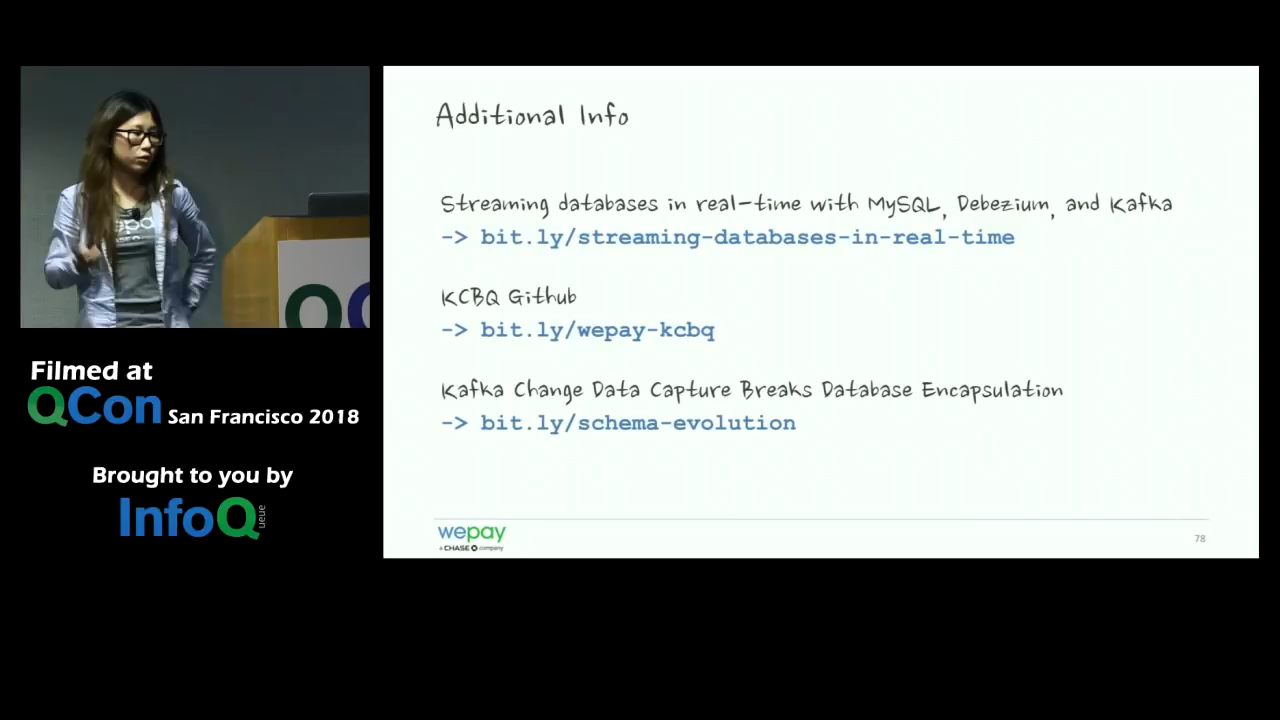 Additional Info
Streaming databases in real-time with MySQL, Debezium, and Kafka
-> bit.ly/streaming-databases-in-real-time
KCBQ Github
-> bit.ly/wepay-kcbq
Kafka Change Data Capture Breaks Database Encapsulation
-> bit.ly/schema-evolution
wepay
a CHASE company
78
Filmed at
QCon San Francisco 2018
Brought to you by
InfoQ
ueue